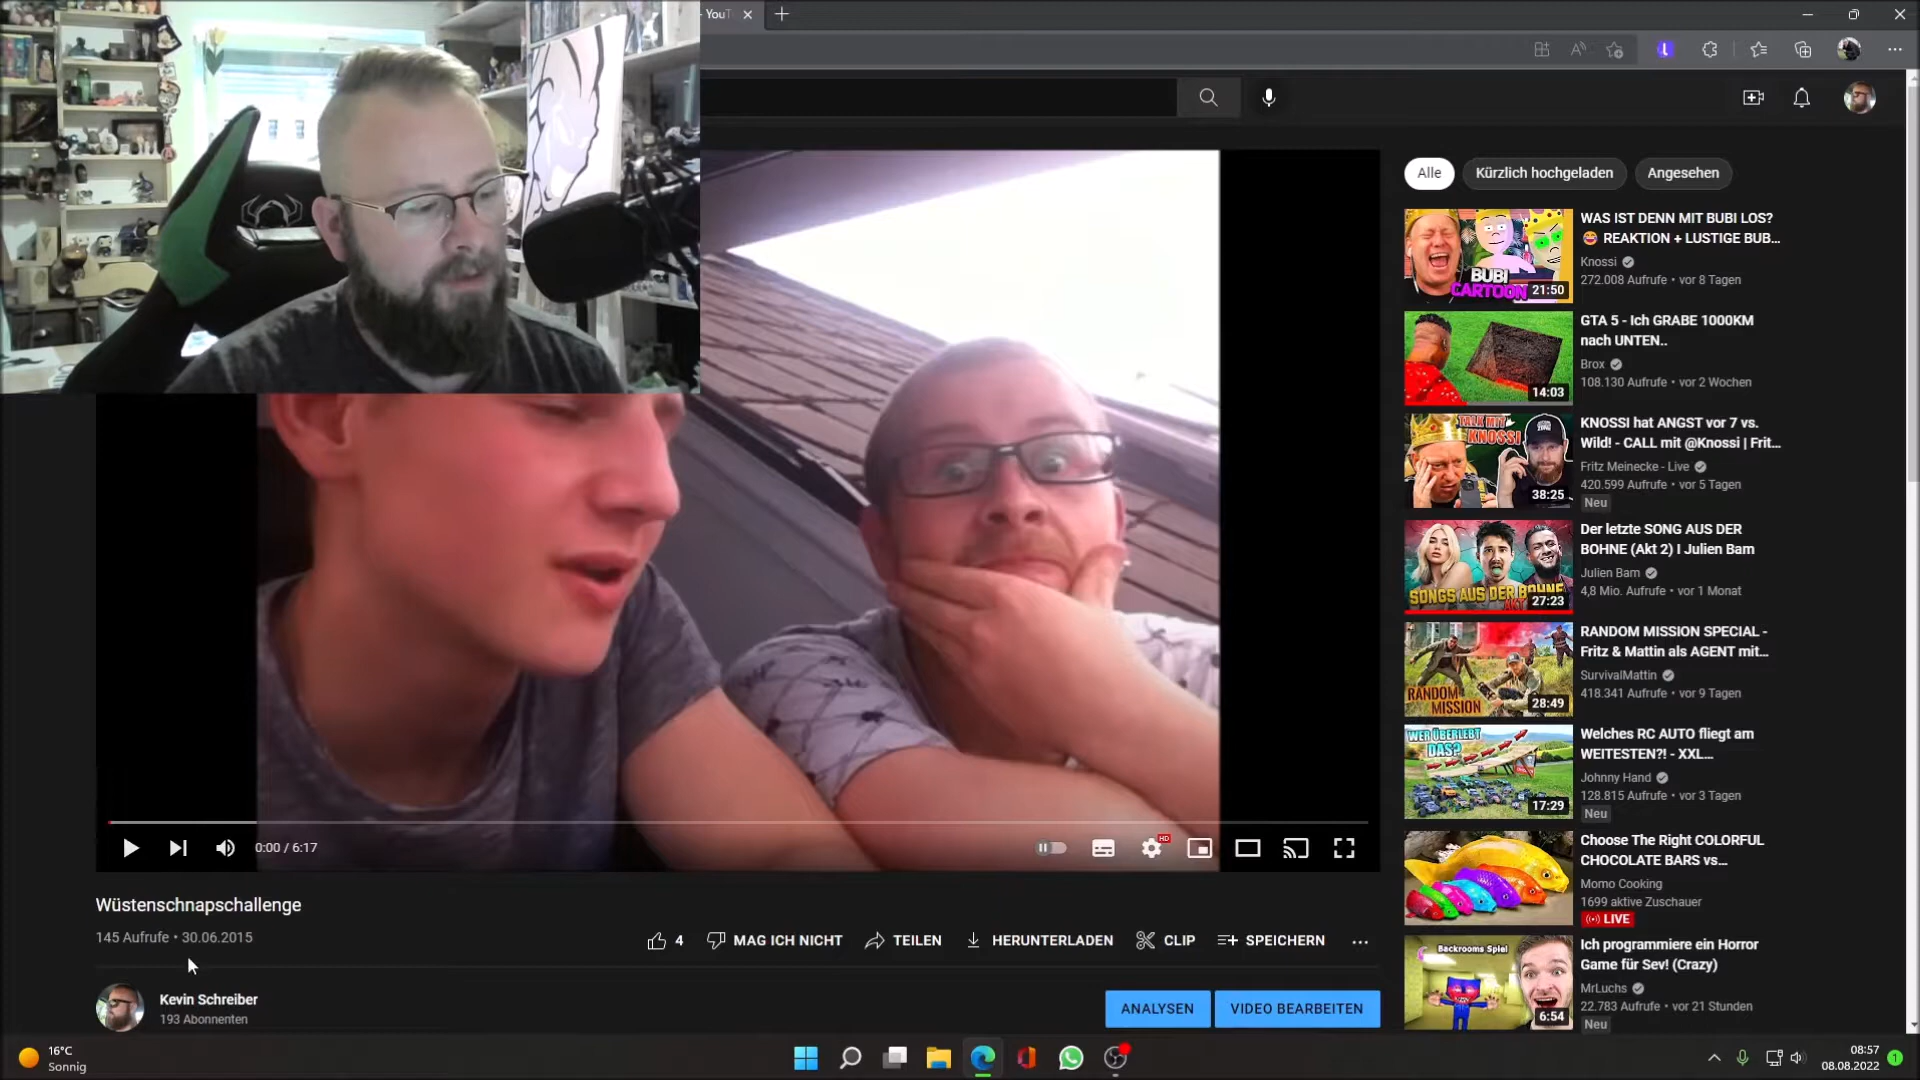 YouT
Alle
Kürzlich hochgeladen
Angesehen
WAS IST DENN MIT BUBI LOS?
REAKTION + LUSTIGE BUB...
Knossi
272.008 Aufrufe • vor 8 Tagen
BUBI
CARTOON
21:50
GTA 5 - Ich GRABE 1000KM
nach UNTEN..
Brox
108.130 Aufrufe • vor 2 Wochen
14:03
KNOSSI hat ANGST vor 7 vs.
Wild! - CALL mit @Knossi | Frit...
Fritz Meinecke - Live
420.599 Aufrufe • vor 5 Tagen
Neu
TALK MIT
KNOSSI
38:25
Der letzte SONG AUS DER
BOHNE (Akt 2) I Julien Bam
Julien Bam
4,8 Mio. Aufrufe • vor 1 Monat
SONGS AUS DER BOHNE
AKT
27:23
RANDOM MISSION SPECIAL -
Fritz & Mattin als AGENT mit...
SurvivalMattin
418.341 Aufrufe • vor 9 Tagen
RANDOM
MISSION
28:49
Welches RC AUTO fliegt am
WEITESTEN?! - XXL...
Johnny Hand
128.815 Aufrufe • vor 3 Tagen
Neu
WER ÜBERLEBT
DAS?
17:29
Choose The Right COLORFUL
CHOCOLATE BARS vs...
Momo Cooking
1699 aktive Zuschauer
LIVE
Ich programmiere ein Horror
Game für Sev! (Crazy)
MrLuchs
22.783 Aufrufe • vor 21 Stunden
Neu
Backrooms Spiel
6:54
0:00 / 6:17
HD
Wüstenschnapschallenge
145 Aufrufe • 30.06.2015
4
MAG ICH NICHT
TEILEN
HERUNTERLADEN
CLIP
SPEICHERN
Kevin Schreiber
193 Abonnenten
ANALYSEN
VIDEO BEARBEITEN
16°C
Sonnig
08:57
08.08.2022
1